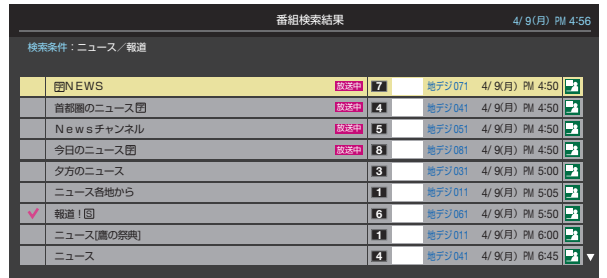 番組検索結果 4/ 9(月) PM 4:56
検索条件：ニュース／報道
🈑NEWS 放送中 7 地デジ071 4/ 9(月) PM 4:50
首都圏のニュース🈑 放送中 4 地デジ041 4/ 9(月) PM 4:50
Newsチャンネル 放送中 5 地デジ051 4/ 9(月) PM 4:50
今日のニュース🈑 放送中 8 地デジ081 4/ 9(月) PM 4:50
夕方のニュース 3 地デジ031 4/ 9(月) PM 5:00
ニュース各地から 1 地デジ011 4/ 9(月) PM 5:05
報道！🅂 6 地デジ061 4/ 9(月) PM 5:50
ニュース[鷹の祭典] 1 地デジ011 4/ 9(月) PM 6:00
ニュース 4 地デジ041 4/ 9(月) PM 6:45